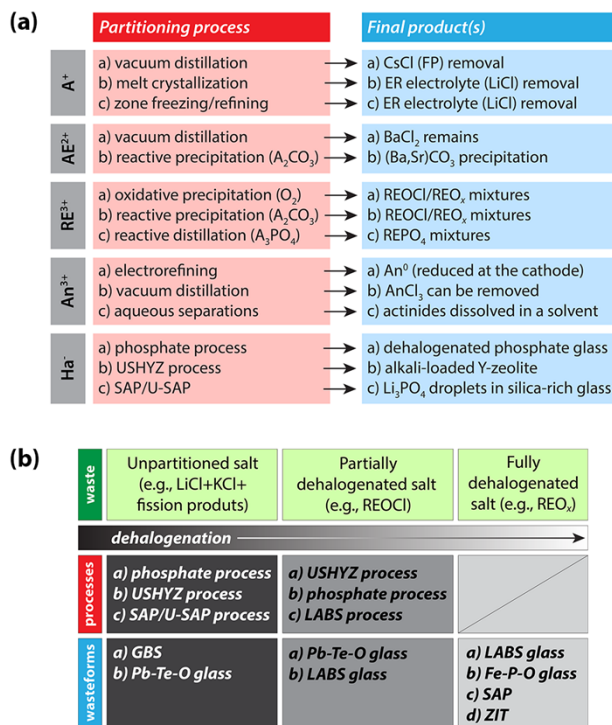 (a)
Partitioning process
Final product(s)
A⁺
a) vacuum distillation
b) melt crystallization
c) zone freezing/refining
a) CsCl (FP) removal
b) ER electrolyte (LiCl) removal
c) ER electrolyte (LiCl) removal
AE²⁺
a) vacuum distillation
b) reactive precipitation (A₂CO₃)
a) BaCl₂ remains
b) (Ba,Sr)CO₃ precipitation
RE³⁺
a) oxidative precipitation (O₂)
b) reactive precipitation (A₂CO₃)
c) reactive distillation (A₃PO₄)
a) REOCl/REOₓ mixtures
b) REOCl/REOₓ mixtures
c) REPO₄ mixtures
An³⁺
a) electrorefining
b) vacuum distillation
c) aqueous separations
a) An⁰ (reduced at the cathode)
b) AnCl₃ can be removed
c) actinides dissolved in a solvent
Ha⁻
a) phosphate process
b) USHYZ process
c) SAP/U-SAP
a) dehalogenated phosphate glass
b) alkali-loaded Y-zeolite
c) Li₃PO₄ droplets in silica-rich glass
(b)
waste
Unpartitioned salt
(e.g., LiCl+KCl+
fission produts)
Partially
dehalogenated salt
(e.g., REOCl)
Fully
dehalogenated
salt (e.g., REOₓ)
dehalogenation
processes
a) phosphate process
b) USHYZ process
c) SAP/U-SAP process
a) USHYZ process
b) phosphate process
c) LABS process
wasteforms
a) GBS
b) Pb-Te-O glass
a) Pb-Te-O glass
b) LABS glass
a) LABS glass
b) Fe-P-O glass
c) SAP
d) ZIT